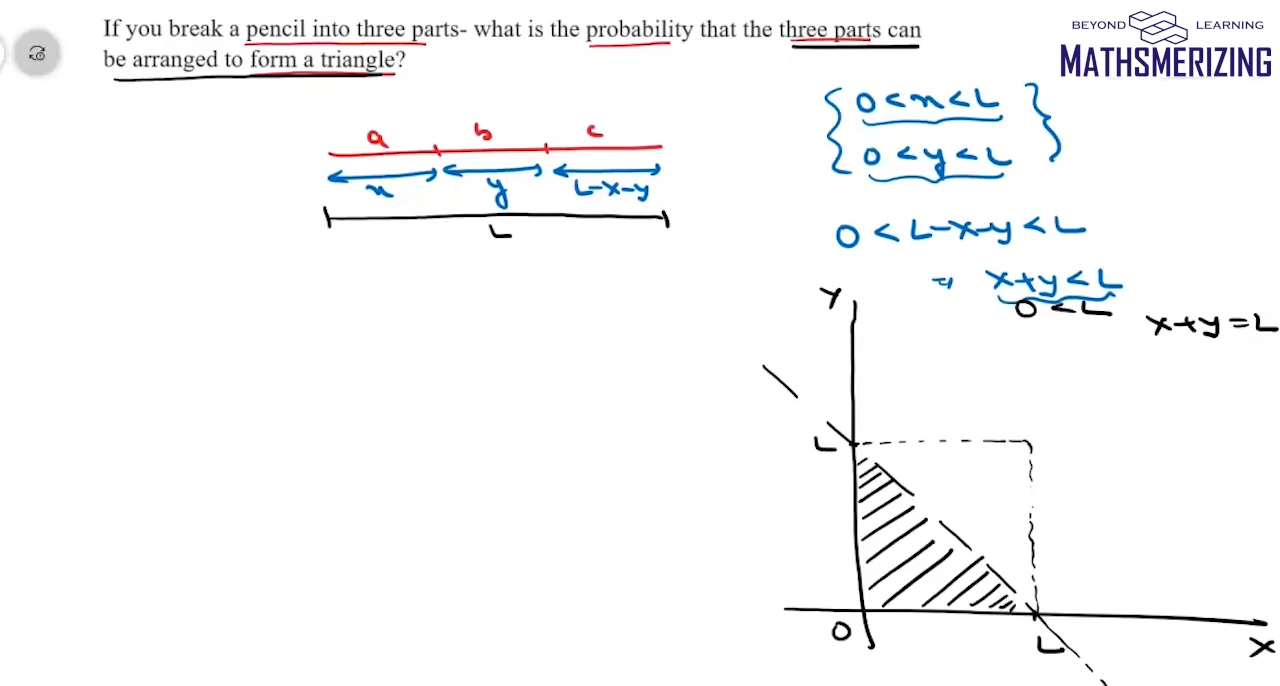 If you break a pencil into three parts- what is the probability that the three parts can
be arranged to form a triangle?
BEYOND LEARNING
MATHSMERIZING
a b c
x y L-x-y
L
{ 0 < x < L }
{ 0 < y < L }
0 < L-x-y < L
⇒ x+y < L
0 < L
x+y = L
Y
L
O
L
X